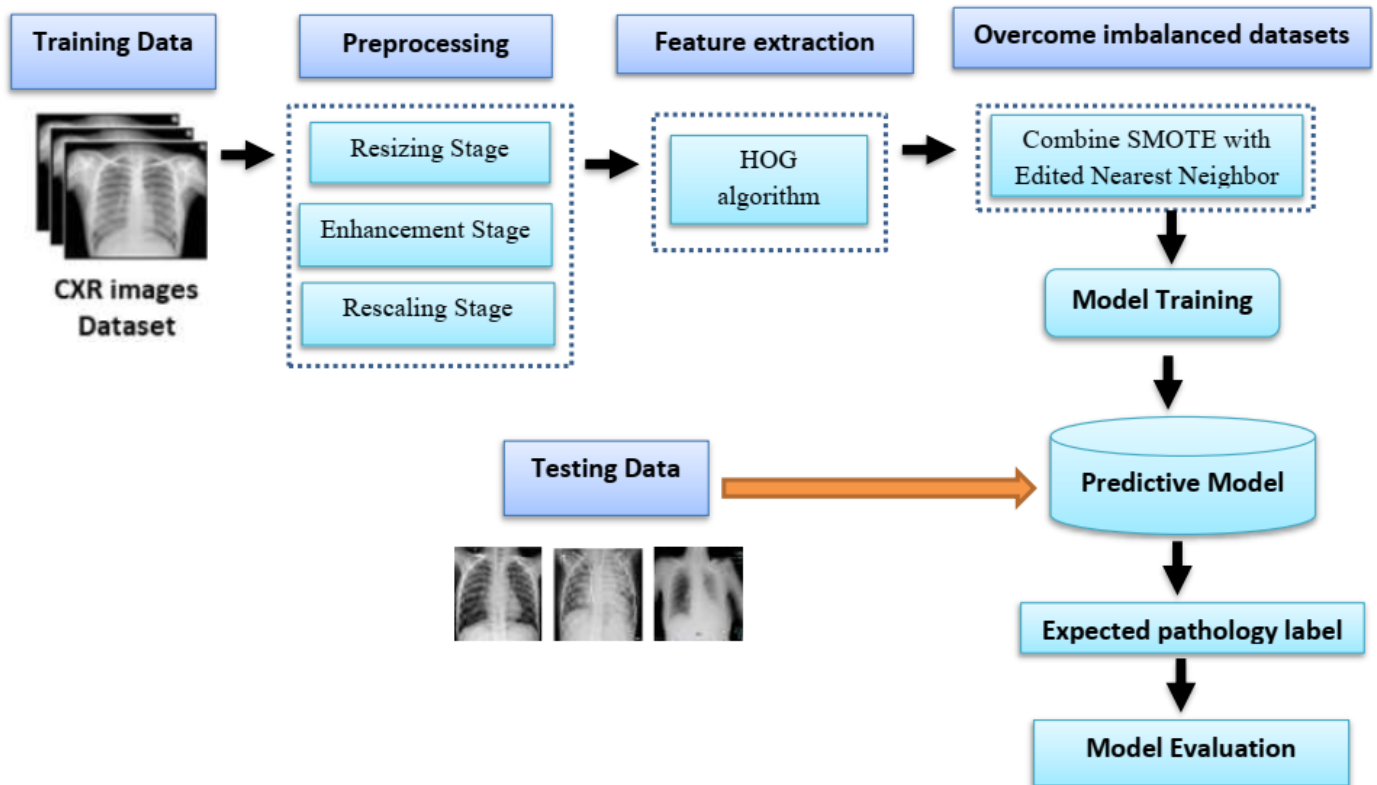 Training Data
Preprocessing
Feature extraction
Overcome imbalanced datasets
CXR images
Dataset
Resizing Stage
Enhancement Stage
Rescaling Stage
HOG
algorithm
Combine SMOTE with
Edited Nearest Neighbor
Model Training
Testing Data
Predictive Model
Expected pathology label
Model Evaluation